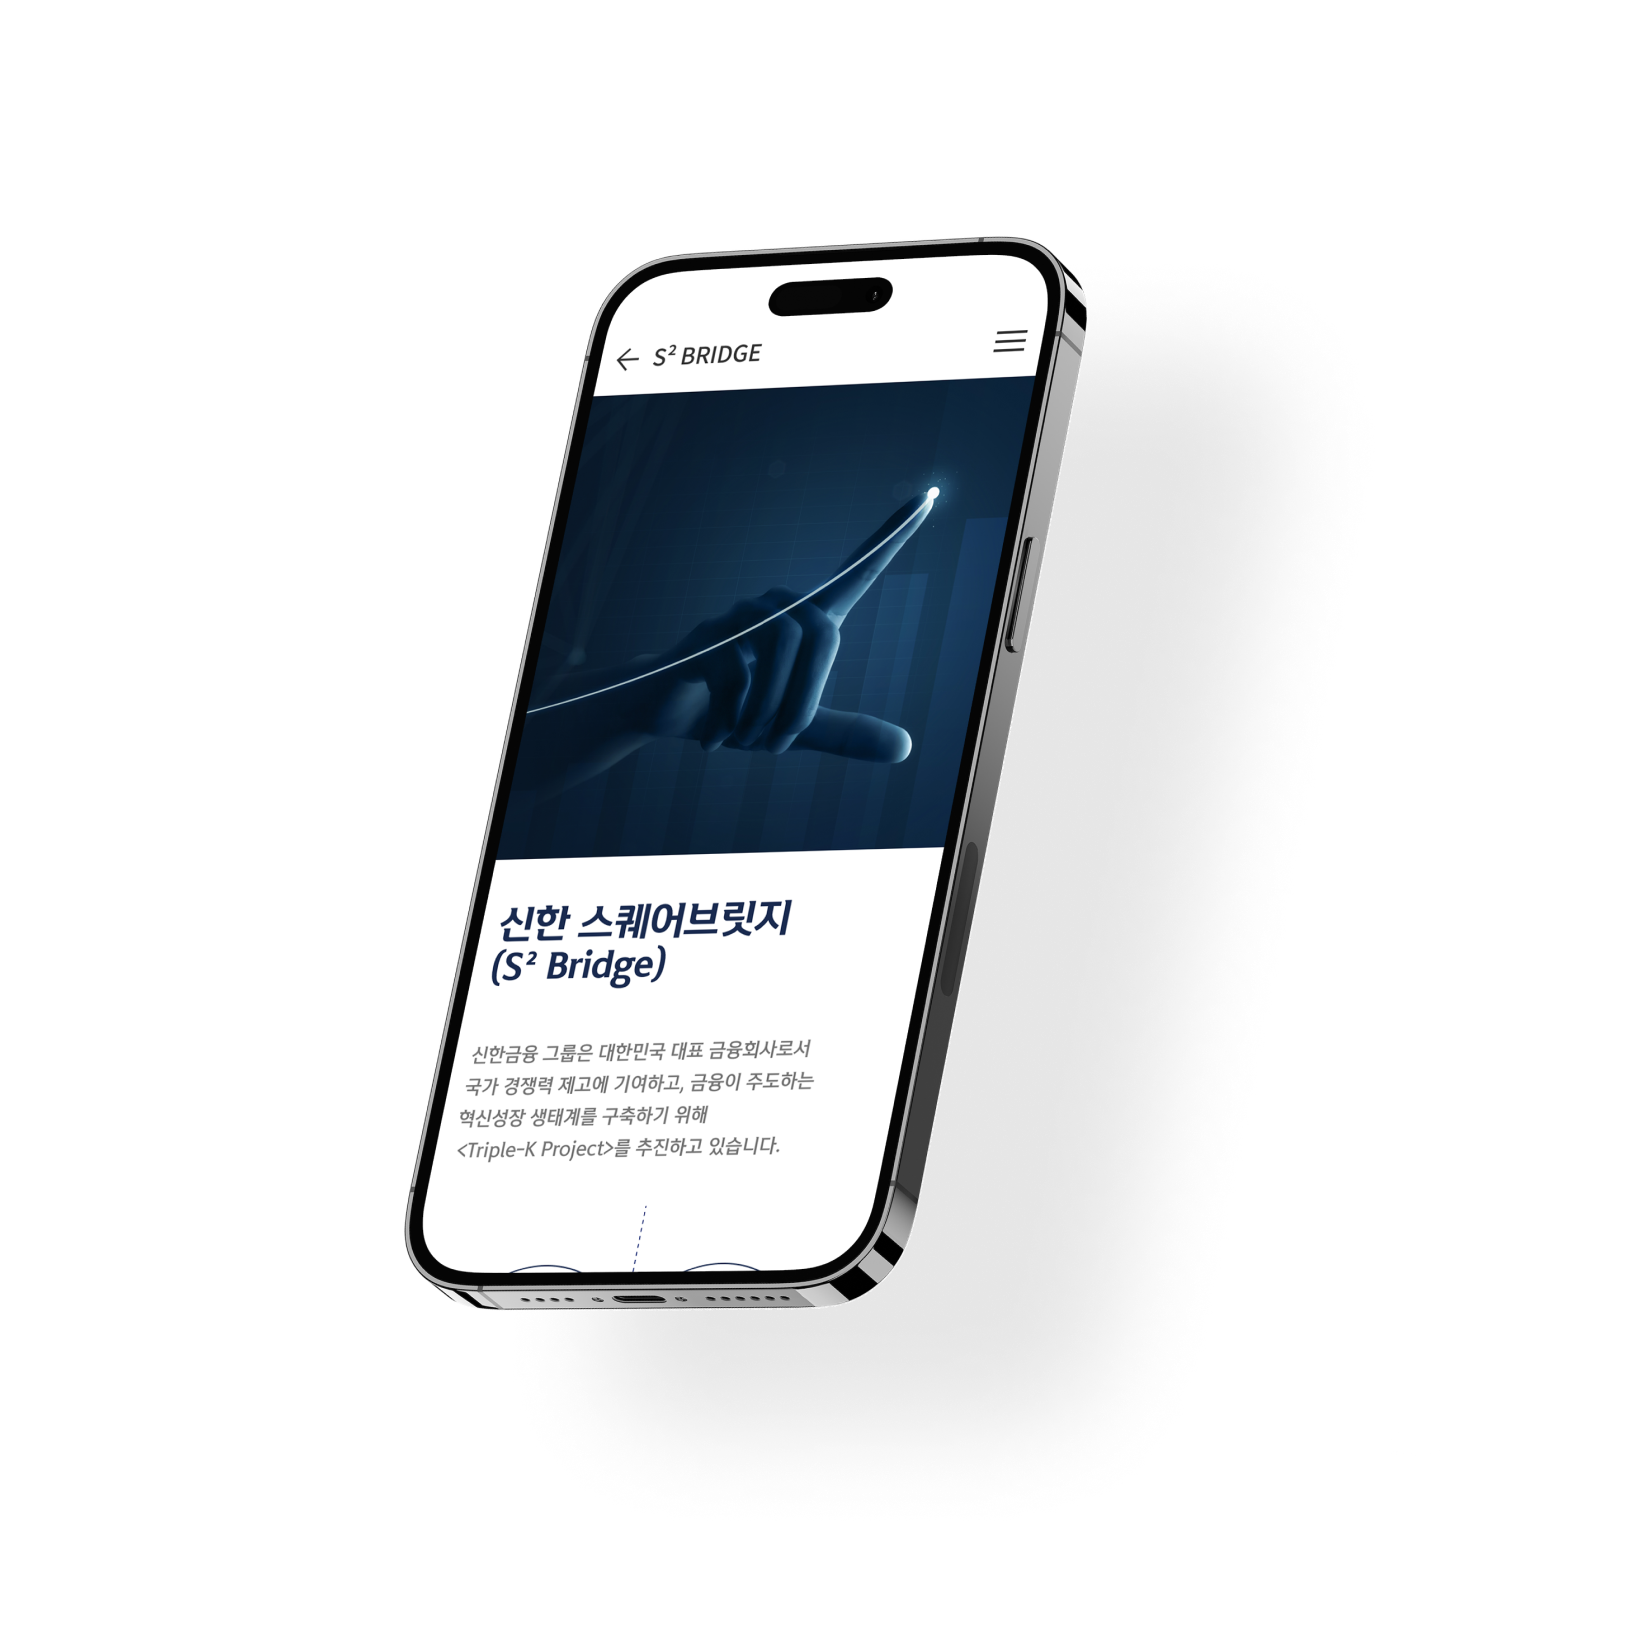 S² BRIDGE
신한 스퀘어브릿지
(S² Bridge)
신한금융 그룹은 대한민국 대표 금융회사로서
국가 경쟁력 제고에 기여하고, 금융이 주도하는
혁신성장 생태계를 구축하기 위해
<Triple-K Project>를 추진하고 있습니다.